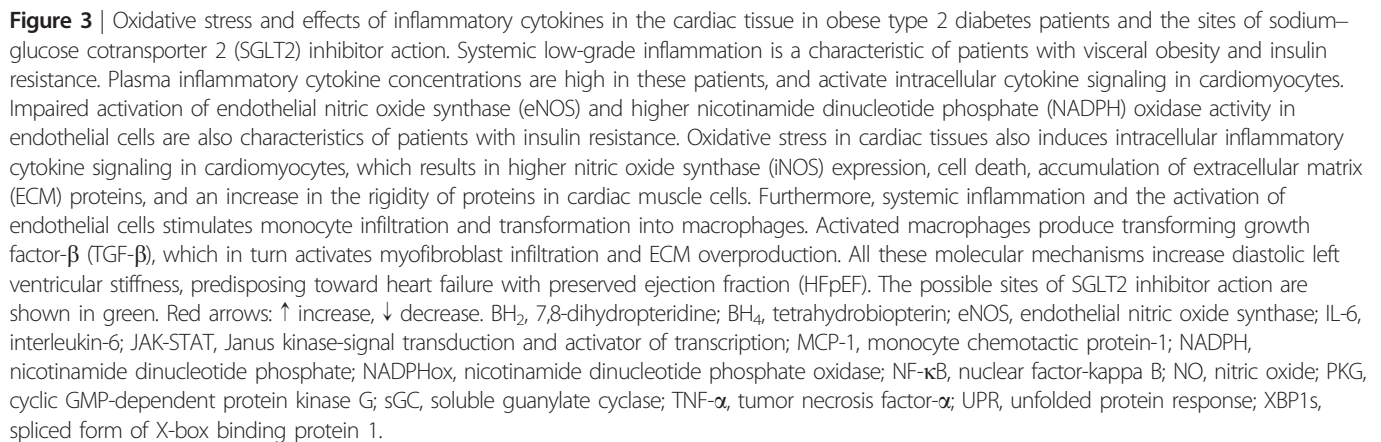 Figure 3 | Oxidative stress and effects of inflammatory cytokines in the cardiac tissue in obese type 2 diabetes patients and the sites of sodium–
glucose cotransporter 2 (SGLT2) inhibitor action. Systemic low-grade inflammation is a characteristic of patients with visceral obesity and insulin
resistance. Plasma inflammatory cytokine concentrations are high in these patients, and activate intracellular cytokine signaling in cardiomyocytes.
Impaired activation of endothelial nitric oxide synthase (eNOS) and higher nicotinamide dinucleotide phosphate (NADPH) oxidase activity in
endothelial cells are also characteristics of patients with insulin resistance. Oxidative stress in cardiac tissues also induces intracellular inflammatory
cytokine signaling in cardiomyocytes, which results in higher nitric oxide synthase (iNOS) expression, cell death, accumulation of extracellular matrix
(ECM) proteins, and an increase in the rigidity of proteins in cardiac muscle cells. Furthermore, systemic inflammation and the activation of
endothelial cells stimulates monocyte infiltration and transformation into macrophages. Activated macrophages produce transforming growth
factor-β (TGF-β), which in turn activates myofibroblast infiltration and ECM overproduction. All these molecular mechanisms increase diastolic left
ventricular stiffness, predisposing toward heart failure with preserved ejection fraction (HFpEF). The possible sites of SGLT2 inhibitor action are
shown in green. Red arrows: ↑ increase, ↓ decrease. BH₂, 7,8-dihydropteridine; BH₄, tetrahydrobiopterin; eNOS, endothelial nitric oxide synthase; IL-6,
interleukin-6; JAK-STAT, Janus kinase-signal transduction and activator of transcription; MCP-1, monocyte chemotactic protein-1; NADPH,
nicotinamide dinucleotide phosphate; NADPHox, nicotinamide dinucleotide phosphate oxidase; NF-κB, nuclear factor-kappa B; NO, nitric oxide; PKG,
cyclic GMP-dependent protein kinase G; sGC, soluble guanylate cyclase; TNF-α, tumor necrosis factor-α; UPR, unfolded protein response; XBP1s,
spliced form of X-box binding protein 1.